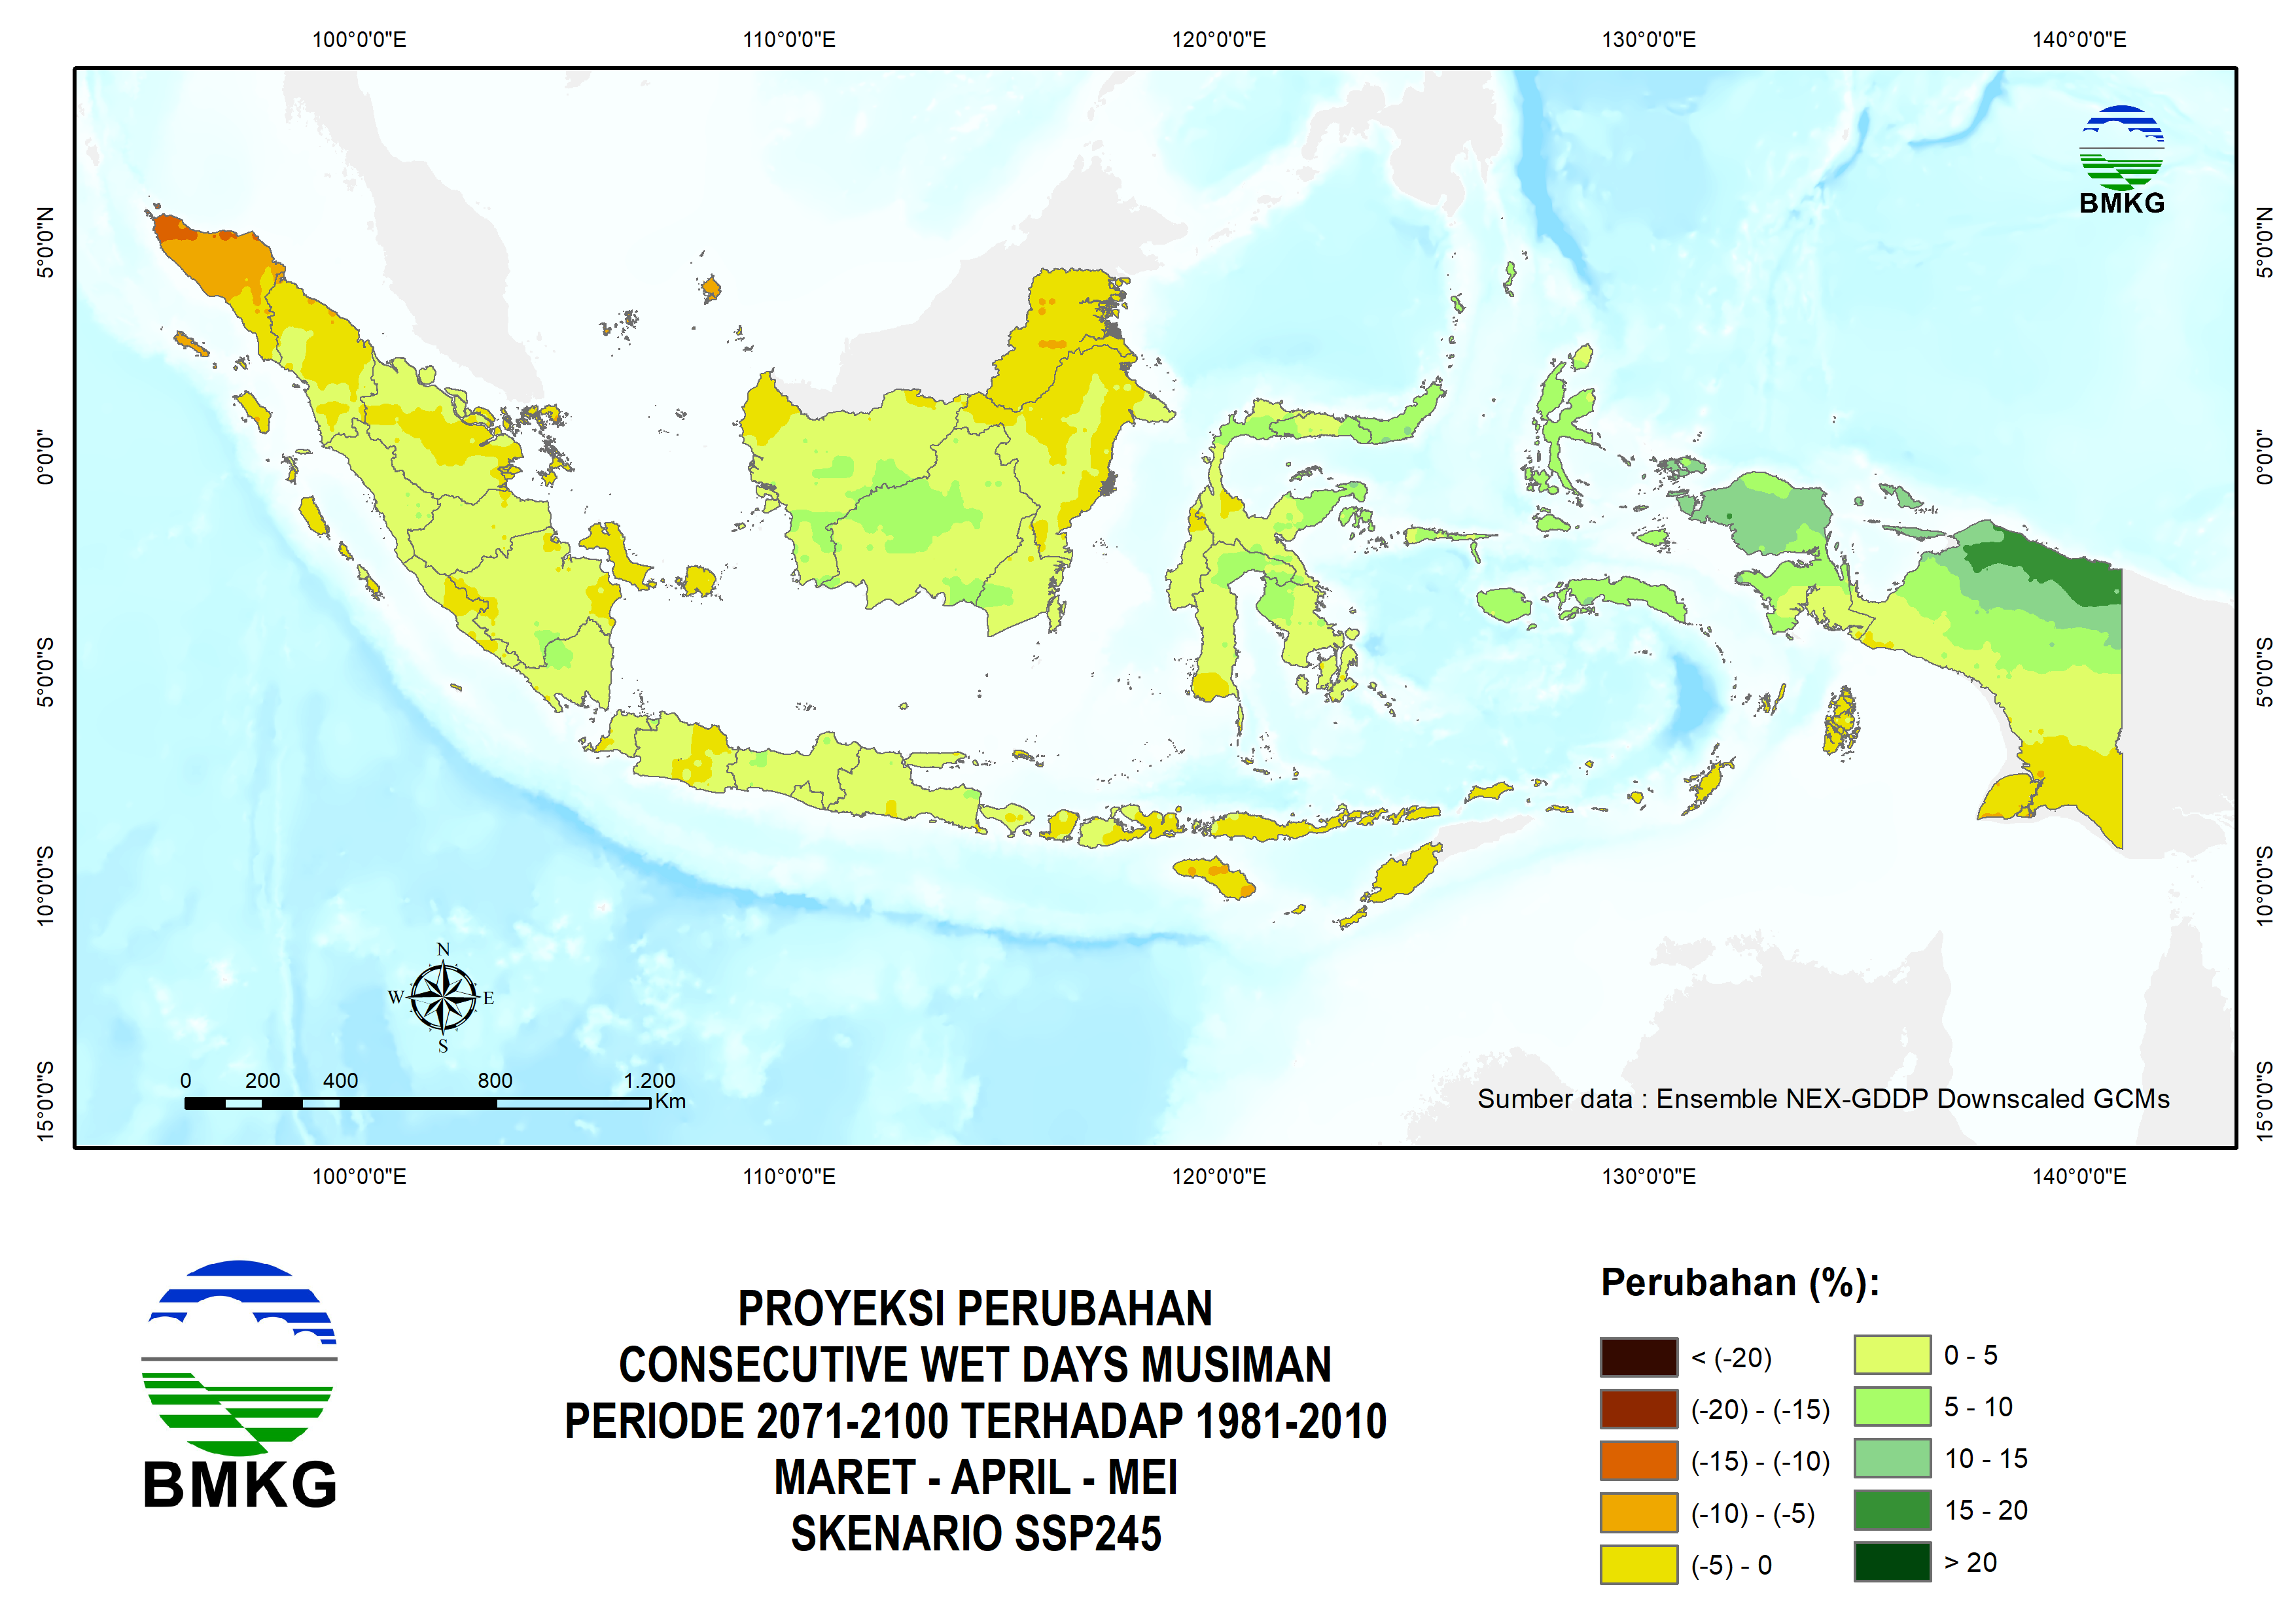 100°0'0"E 110°0'0"E 120°0'0"E 130°0'0"E 140°0'0"E
5°0'0"N
0°0'0"
5°0'0"S
10°0'0"S
15°0'0"S
BMKG
5°0'0"N
0°0'0"
5°0'0"S
10°0'0"S
15°0'0"S
N
W E
S
0 200 400 800 1.200
Km
Sumber data : Ensemble NEX-GDDP Downscaled GCMs
100°0'0"E 110°0'0"E 120°0'0"E 130°0'0"E 140°0'0"E
BMKG
PROYEKSI PERUBAHAN
CONSECUTIVE WET DAYS MUSIMAN
PERIODE 2071-2100 TERHADAP 1981-2010
MARET - APRIL - MEI
SKENARIO SSP245
Perubahan (%):
< (-20)
(-20) - (-15)
(-15) - (-10)
(-10) - (-5)
(-5) - 0
0 - 5
5 - 10
10 - 15
15 - 20
> 20